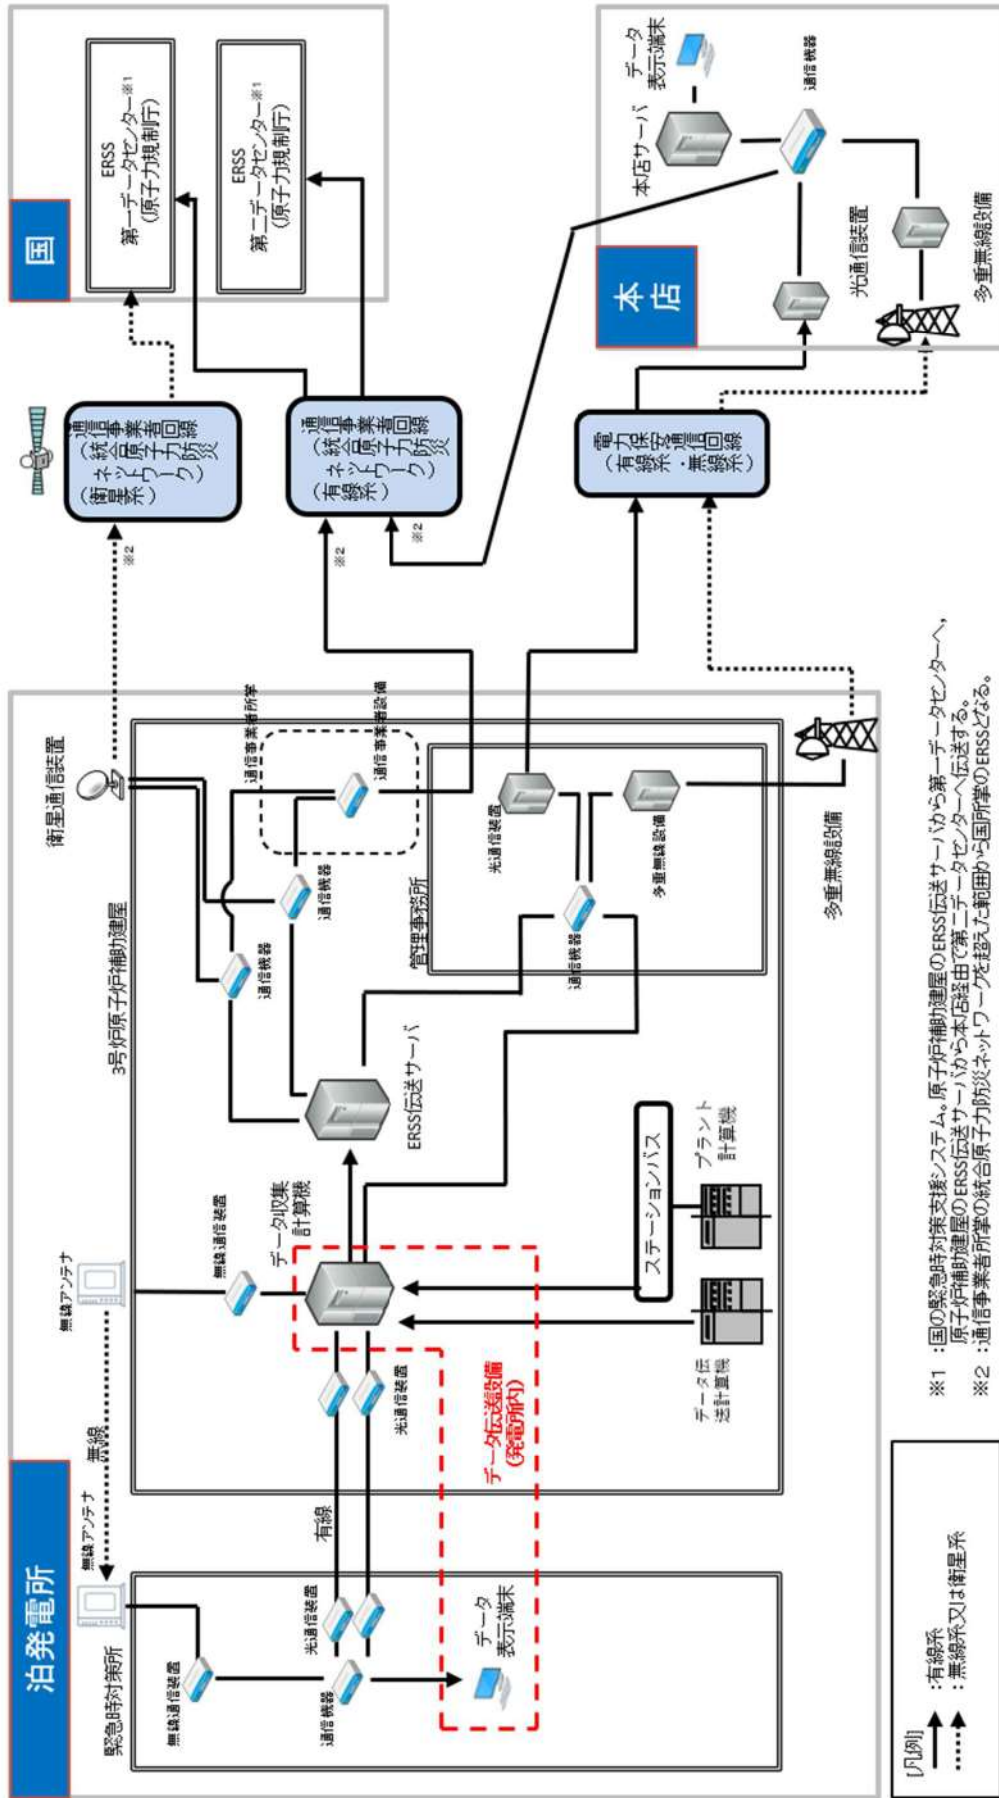 泊発電所
緊急時対策所
無線アンテナ
無線
無線アンテナ
無線通信装置
通信機器
光通信装置
有線
データ
表示端末
データ伝送設備
(発電所内)
光通信装置
3号炉原子炉補助建屋
無線通信装置
データ収集
計算機
ERSS伝送サーバ
データ伝
送計算機
プラント
計算機
ステーションバス
通信機器
通信機器
衛星通信装置
通信事業者所掌
通信事業者設備
管理事務所
通信機器
光通信装置
多重無線設備
多重無線設備
※2
※2
※2
通信事業者回線
(統合原子力防災
ネットワーク)
(衛星系)
通信事業者回線
(統合原子力防災
ネットワーク)
(有線系)
電力保安通信回線
(有線系・無線系)
国
ERSS
第一データセンター※1
(原子力規制庁)
ERSS
第二データセンター※1
(原子力規制庁)
本店
本店サーバ
データ
表示端末
通信機器
光通信装置
多重無線設備
[凡例]
:有線系
:無線系又は衛星系
※1 :国の緊急時対策支援システム。原子炉補助建屋のERSS伝送サーバから第一データセンターへ,
原子炉補助建屋のERSS伝送サーバから本店経由で第二データセンターへ伝送する。
※2 :通信事業者所掌の統合原子力防災ネットワークを超えた範囲から国所掌のERSSとなる。